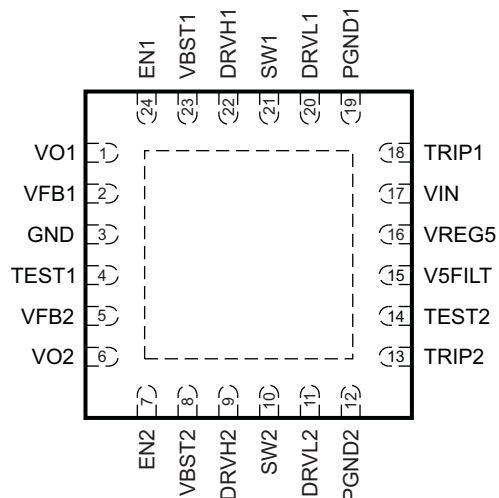 EN1 VBST1 DRVH1 SW1 DRVL1 PGND1
24 23 22 21 20 19
VO1 1 18 TRIP1
VFB1 2 17 VIN
GND 3 16 VREG5
TEST1 4 15 V5FILT
VFB2 5 14 TEST2
VO2 6 13 TRIP2
7 8 9 10 11 12
EN2 VBST2 DRVH2 SW2 DRVL2 PGND2